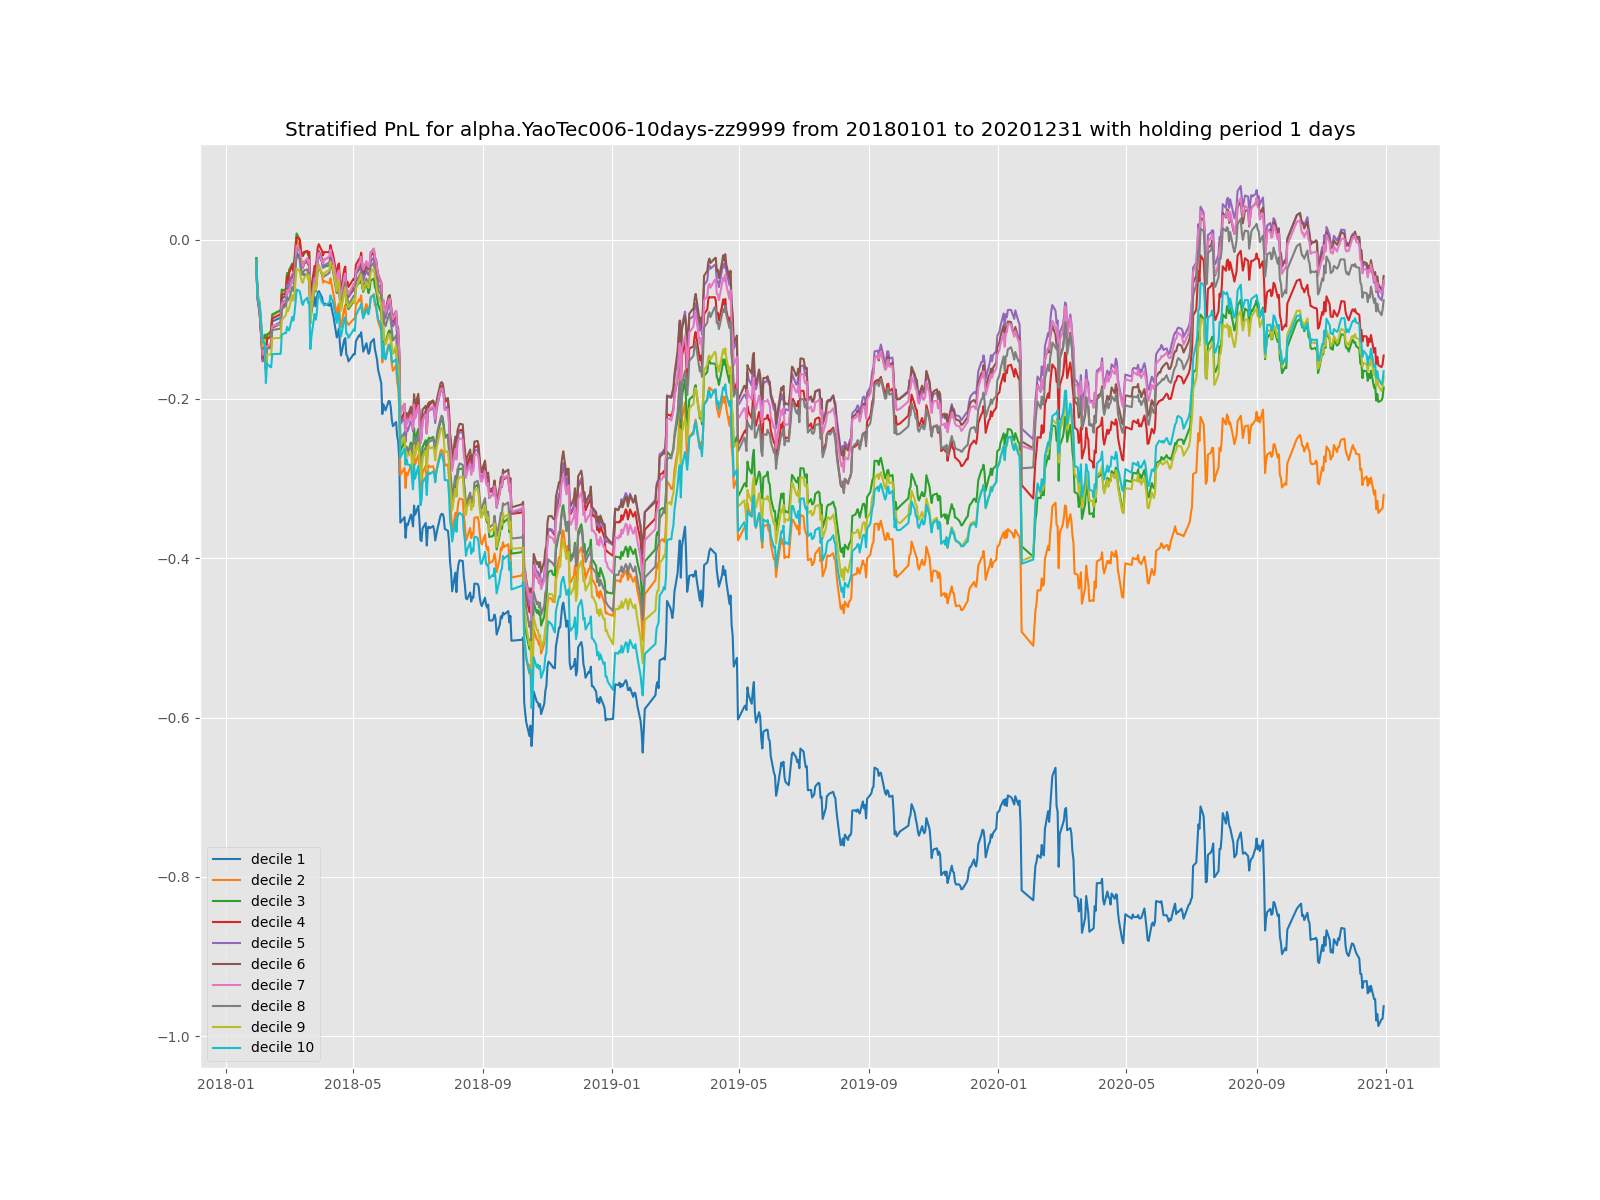 Stratified PnL for alpha.YaoTec006-10days-zz9999 from 20180101 to 20201231 with holding period 1 days
0.0
−0.2
−0.4
−0.6
−0.8
−1.0
decile 1
decile 2
decile 3
decile 4
decile 5
decile 6
decile 7
decile 8
decile 9
decile 10
2018-01 2018-05 2018-09 2019-01 2019-05 2019-09 2020-01 2020-05 2020-09 2021-01